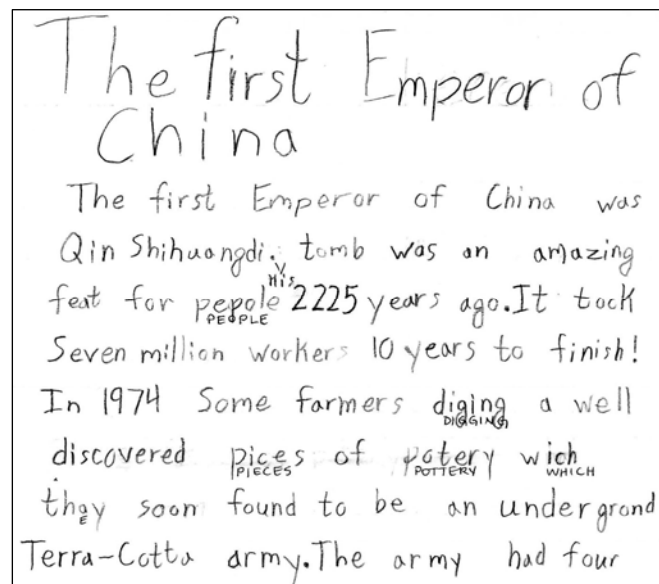 The first Emperor of
China
The first Emperor of China was
Qin Shihuangdi. tomb was an amazing
His
feat for pepole 2225 years ago. It tock
PEOPLE
Seven million workers 10 years to finish!
In 1974 Some farmers diging a well
DIGGING
discovered pices of potery wich
PIECES POTTERY WHICH
they soon found to be an undergrond
E
Terra-Cotta army. The army had four